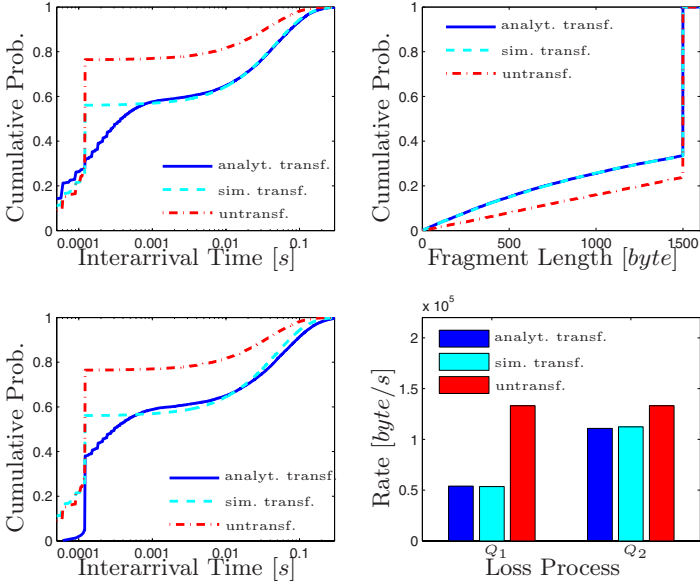 1
0.8
0.6
0.4
0.2
0
Cumulative Prob.
analyt. transf.
sim. transf.
untransf.
0.0001
0.001
0.01
0.1
Interarrival Time [s]
1
0.8
0.6
0.4
0.2
0
Cumulative Prob.
analyt. transf.
sim. transf.
untransf.
0
500
1000
1500
Fragment Length [byte]
1
0.8
0.6
0.4
0.2
0
Cumulative Prob.
analyt. transf.
sim. transf.
untransf.
0.0001
0.001
0.01
0.1
Interarrival Time [s]
x 10^5
2
1.5
1
0.5
0
Rate [byte/s]
analyt. transf.
sim. transf.
untransf.
Q1
Q2
Loss Process